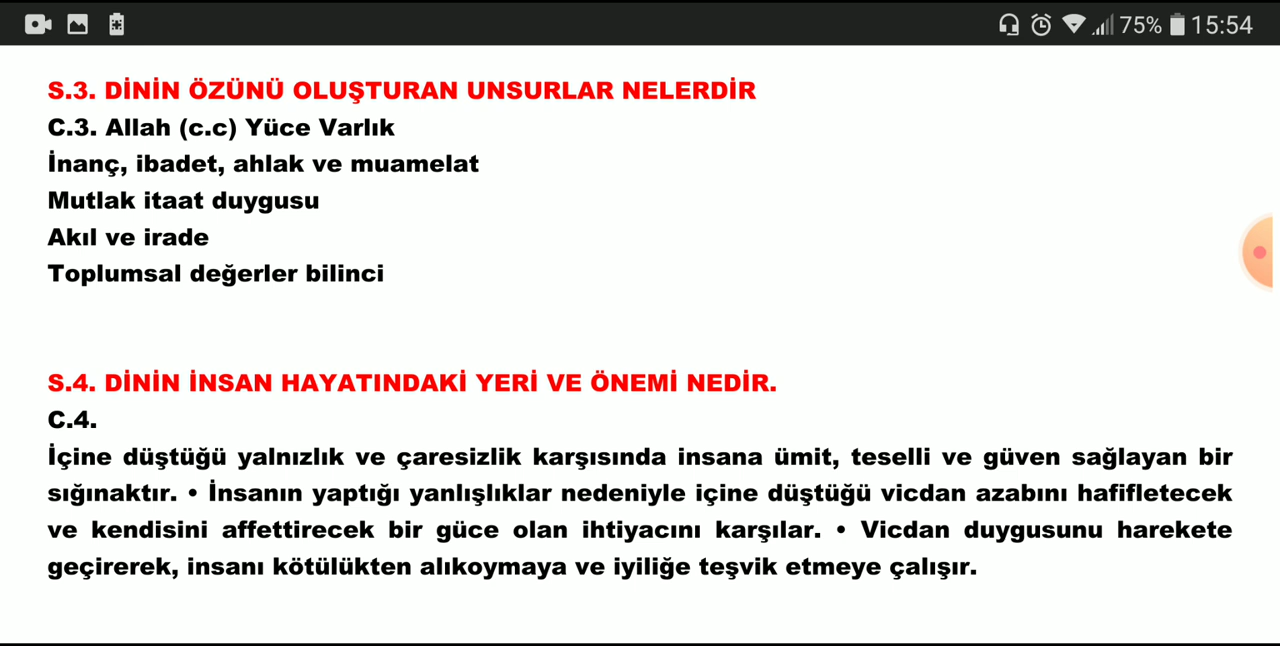 75% 15:54
S.3. DİNİN ÖZÜNÜ OLUŞTURAN UNSURLAR NELERDİR
C.3. Allah (c.c) Yüce Varlık
İnanç, ibadet, ahlak ve muamelat
Mutlak itaat duygusu
Akıl ve irade
Toplumsal değerler bilinci
S.4. DİNİN İNSAN HAYATINDAKİ YERİ VE ÖNEMİ NEDİR.
C.4.
İçine düştüğü yalnızlık ve çaresizlik karşısında insana ümit, teselli ve güven sağlayan bir
sığınaktır. • İnsanın yaptığı yanlışlıklar nedeniyle içine düştüğü vicdan azabını hafifletecek
ve kendisini affettirecek bir güce olan ihtiyacını karşılar. • Vicdan duygusunu harekete
geçirerek, insanı kötülükten alıkoymaya ve iyiliğe teşvik etmeye çalışır.